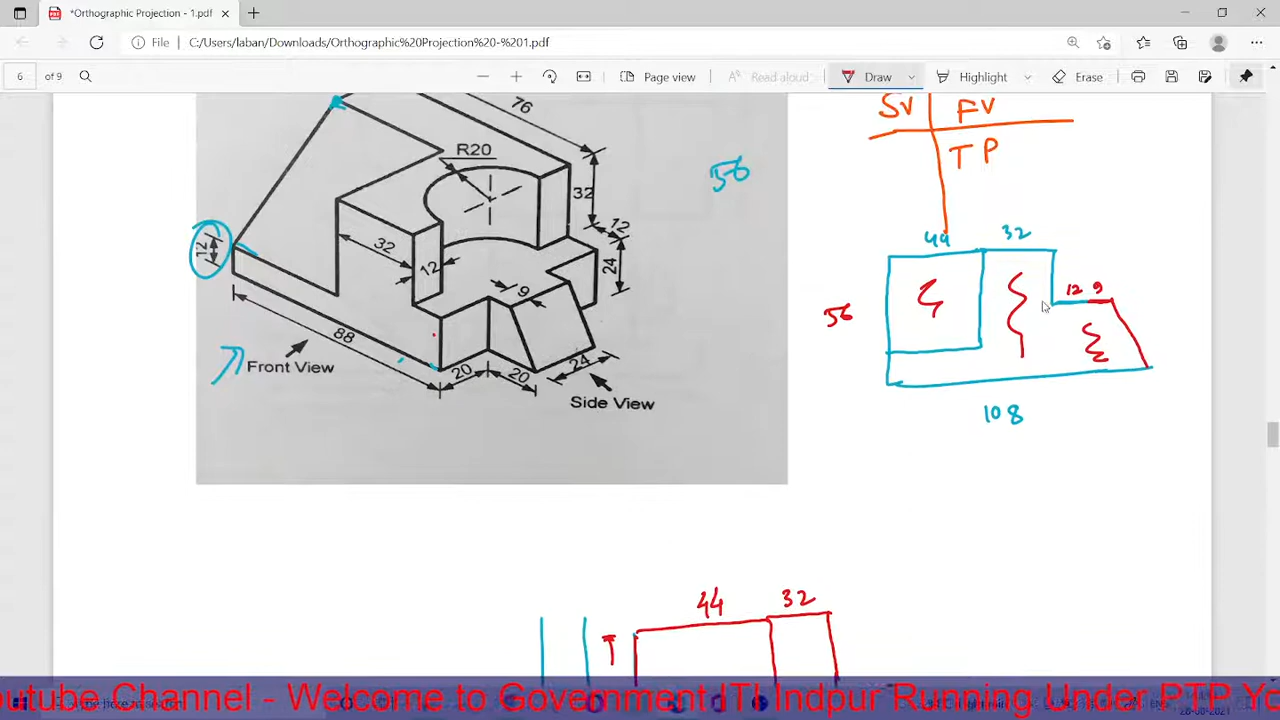 *Orthographic Projection - 1.pdf
File C:/Users/laban/Downloads/Orthographic%20Projection%20-%201.pdf
6 of 9 Page view Read aloud Draw Highlight Erase
SV FV
TP
76
R20
32
12
24
12
32
12
9
88
20
20
24
Front View
Side View
56
44 32
12 9
56
108
44 32
outube Channel - Welcome to Government ITI Indpur Running Under PTP Yo
28-08-2021